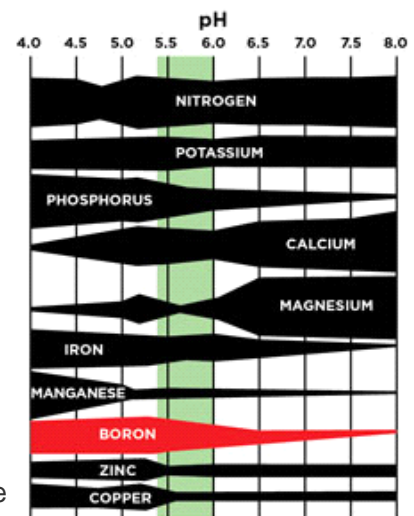 pH
4.0 4.5 5.0 5.5 6.0 6.5 7.0 7.5 8.0
NITROGEN
POTASSIUM
PHOSPHORUS
CALCIUM
MAGNESIUM
IRON
MANGANESE
BORON
ZINC
e
COPPER